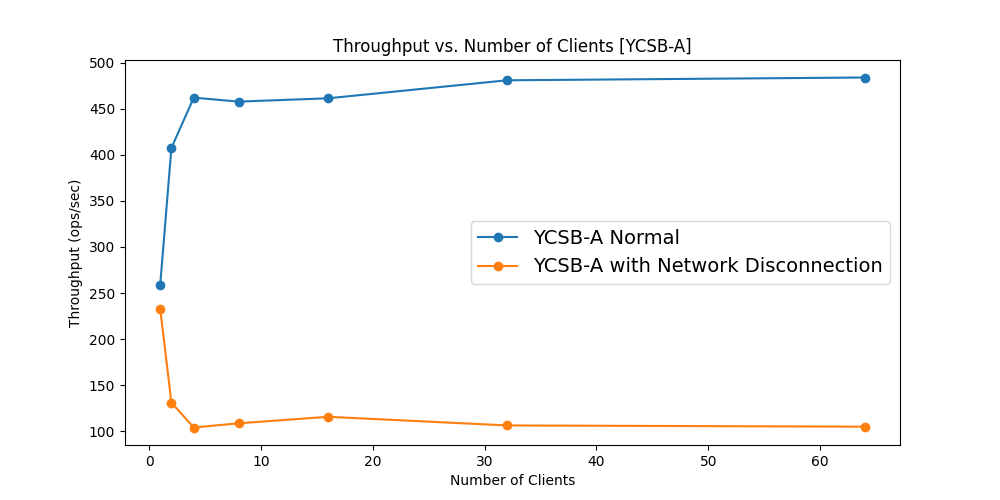 Throughput vs. Number of Clients [YCSB-A]
500
450
400
350
300
250
200
150
100
Throughput (ops/sec)
YCSB-A Normal
YCSB-A with Network Disconnection
0 10 20 30 40 50 60
Number of Clients